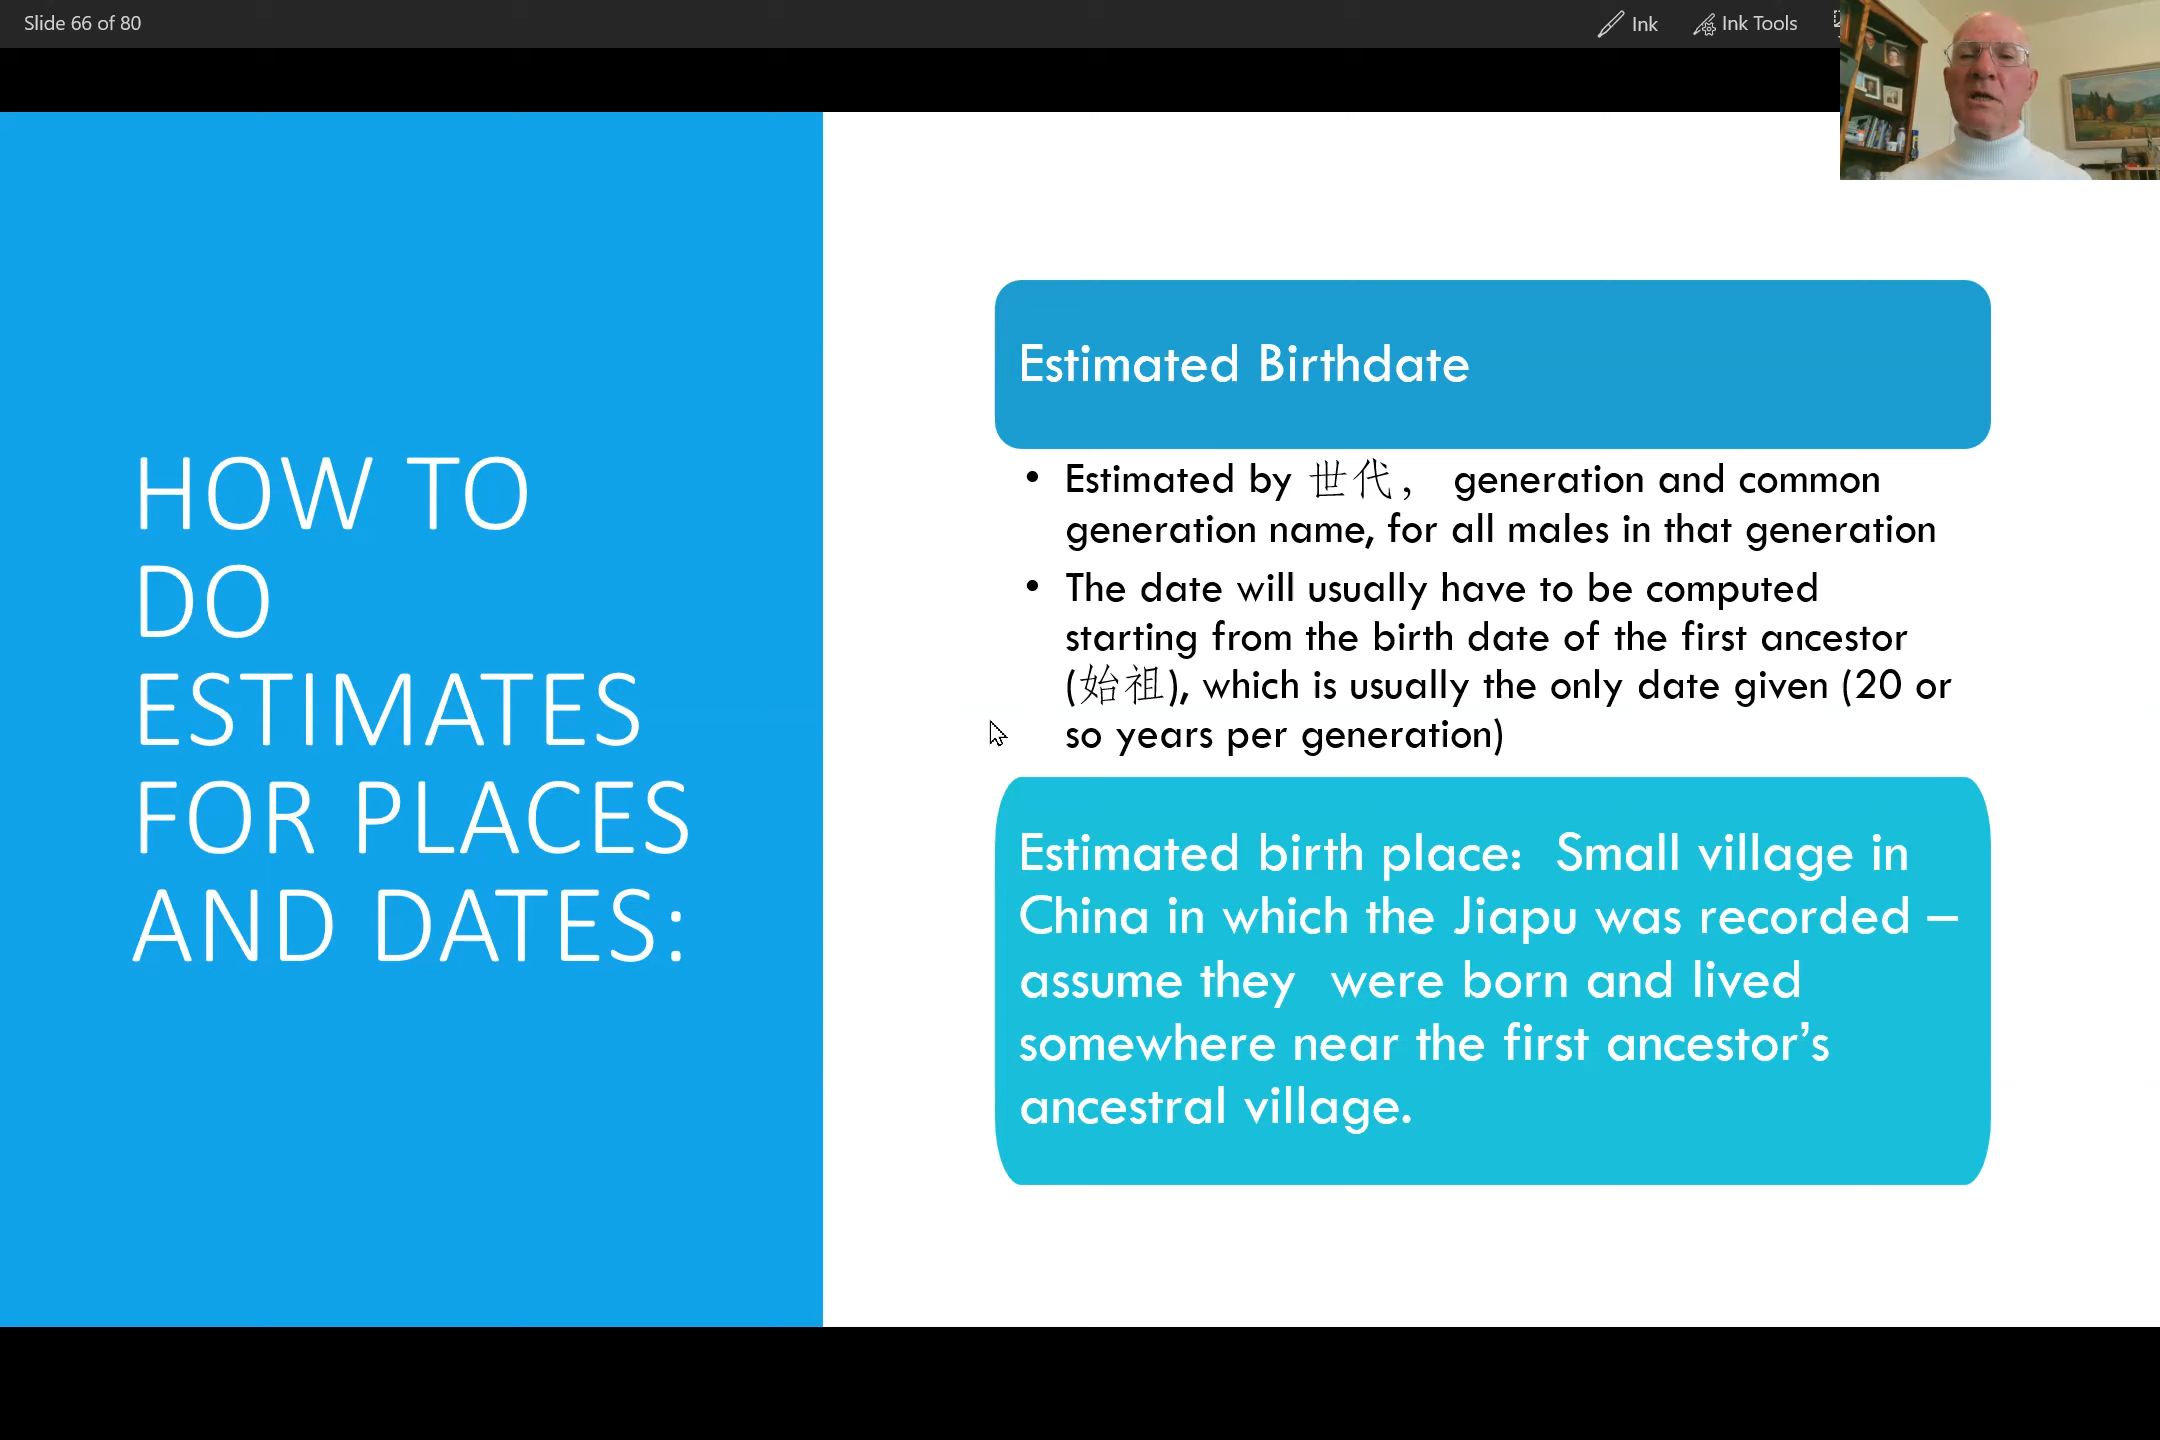 Slide 66 of 80
Ink
Ink Tools
HOW TO
DO
ESTIMATES
FOR PLACES
AND DATES:
Estimated Birthdate
• Estimated by 世代， generation and common
generation name, for all males in that generation
• The date will usually have to be computed
starting from the birth date of the first ancestor
(始祖), which is usually the only date given (20 or
so years per generation)
Estimated birth place:  Small village in
China in which the Jiapu was recorded –
assume they  were born and lived
somewhere near the first ancestor’s
ancestral village.